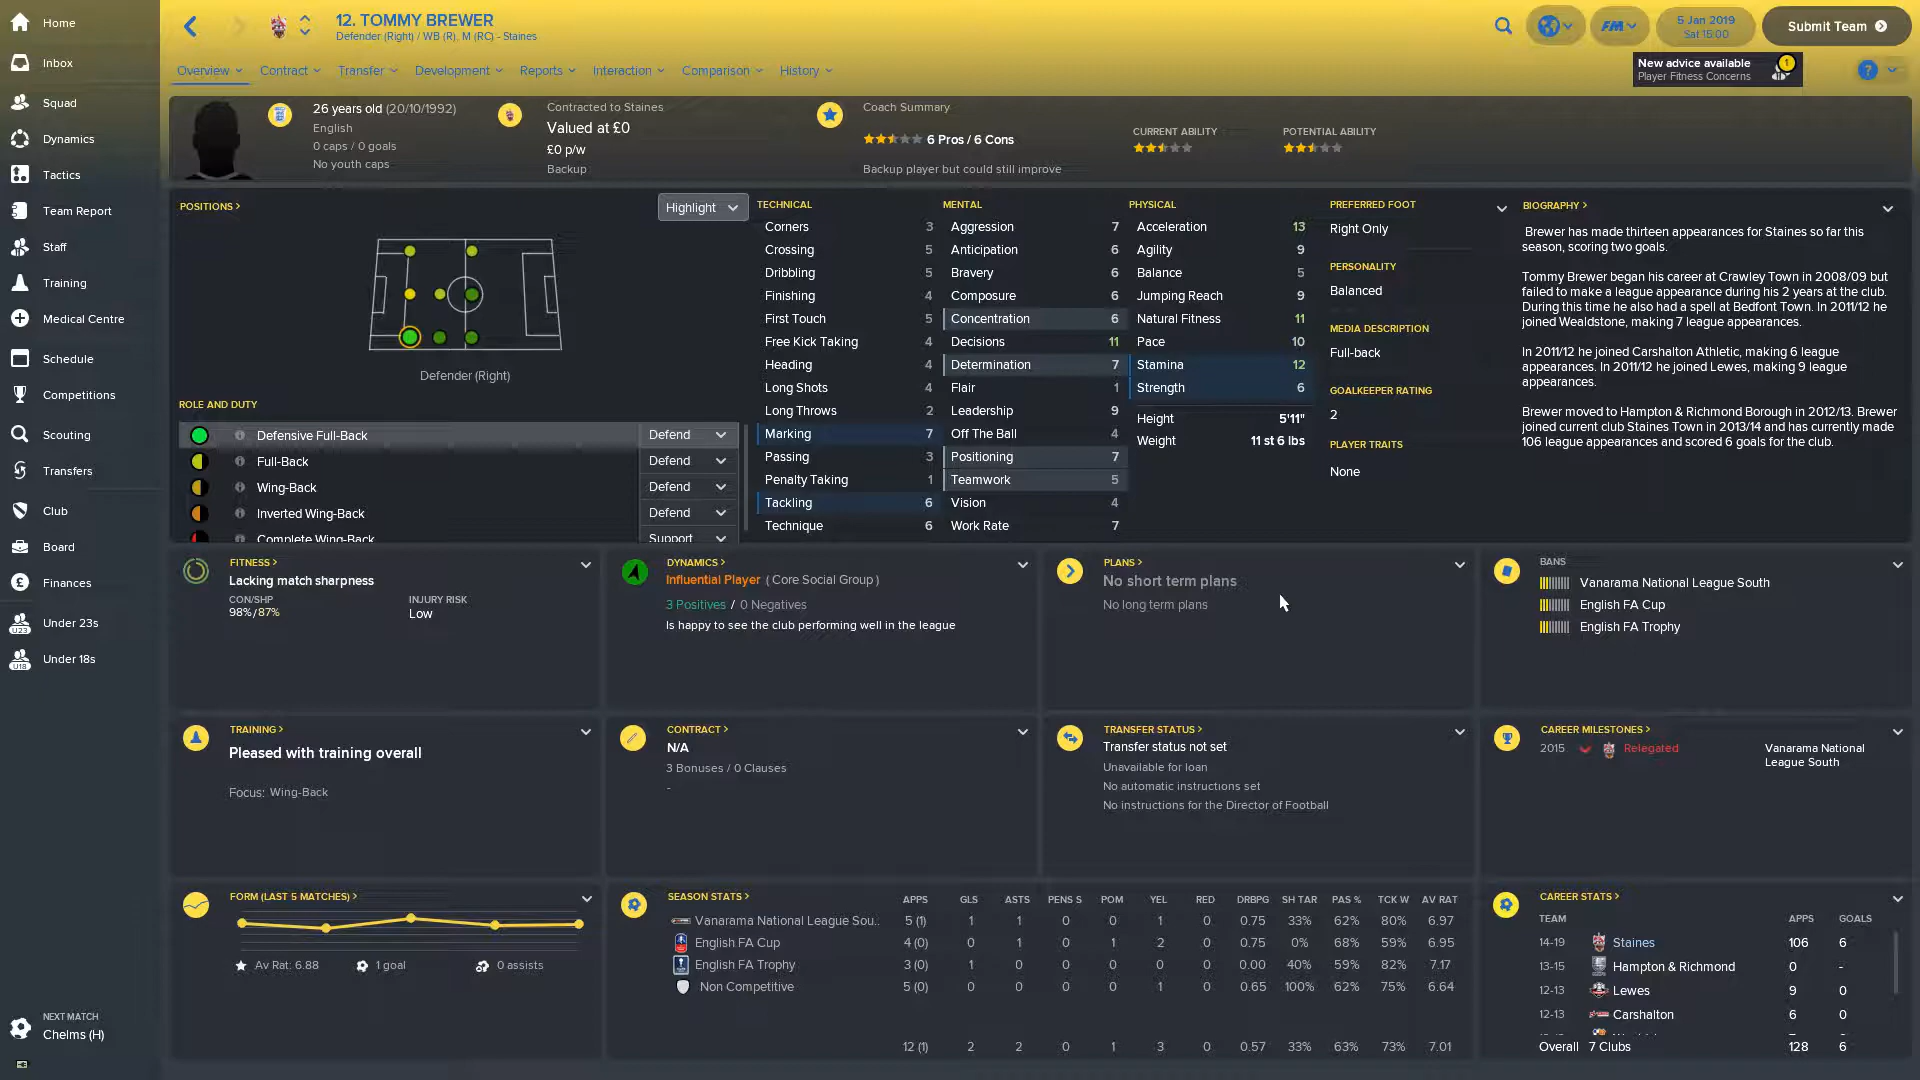 Home
Inbox
Squad
Dynamics
Tactics
Team Report
Staff
Training
Medical Centre
Schedule
Competitions
Scouting
Transfers
Club
Board
Finances
Under 23s
Under 18s
NEXT MATCH
Chelms (H)
12. TOMMY BREWER
Defender (Right) / WB (R), M (RC) - Staines
FM
5 Jan 2019
Sat 15:00
Submit Team
Overview Contract Transfer Development Reports Interaction Comparison History
New advice available
Player Fitness Concerns
1
?
26 years old (20/10/1992)
English
0 caps / 0 goals
No youth caps
Contracted to Staines
Valued at £0
£0 p/w
Backup
Coach Summary
6 Pros / 6 Cons
Backup player but could still improve
CURRENT ABILITY
POTENTIAL ABILITY
POSITIONS >
Highlight
Defender (Right)
ROLE AND DUTY
Defensive Full-Back Defend
Full-Back Defend
Wing-Back Defend
Inverted Wing-Back Defend
Complete Wing-Back Support
TECHNICAL
Corners 3
Crossing 5
Dribbling 5
Finishing 4
First Touch 5
Free Kick Taking 4
Heading 4
Long Shots 4
Long Throws 2
Marking 7
Passing 3
Penalty Taking 1
Tackling 6
Technique 6
MENTAL
Aggression 7
Anticipation 6
Bravery 6
Composure 6
Concentration 6
Decisions 11
Determination 7
Flair 1
Leadership 9
Off The Ball 4
Positioning 7
Teamwork 5
Vision 4
Work Rate 7
PHYSICAL
Acceleration 13
Agility 9
Balance 5
Jumping Reach 9
Natural Fitness 11
Pace 10
Stamina 12
Strength 6
Height 5'11"
Weight 11 st 6 lbs
PREFERRED FOOT
Right Only
PERSONALITY
Balanced
MEDIA DESCRIPTION
Full-back
GOALKEEPER RATING
2
PLAYER TRAITS
None
BIOGRAPHY >
Brewer has made thirteen appearances for Staines so far this
season, scoring two goals.
Tommy Brewer began his career at Crawley Town in 2008/09 but
failed to make a league appearance during his 2 years at the club.
During this time he also had a spell at Bedfont Town. In 2011/12 he
joined Wealdstone, making 7 league appearances.
In 2011/12 he joined Carshalton Athletic, making 6 league
appearances. In 2011/12 he joined Lewes, making 9 league
appearances.
Brewer moved to Hampton & Richmond Borough in 2012/13. Brewer
joined current club Staines Town in 2013/14 and has currently made
106 league appearances and scored 6 goals for the club.
FITNESS >
Lacking match sharpness
CON/SHP
98%/87%
INJURY RISK
Low
DYNAMICS >
Influential Player ( Core Social Group )
3 Positives / 0 Negatives
Is happy to see the club performing well in the league
PLANS >
No short term plans
No long term plans
BANS
Vanarama National League South
English FA Cup
English FA Trophy
TRAINING >
Pleased with training overall
Focus: Wing-Back
CONTRACT >
N/A
3 Bonuses / 0 Clauses
-
TRANSFER STATUS >
Transfer status not set
Unavailable for loan
No automatic instructions set
No instructions for the Director of Football
CAREER MILESTONES >
2015 Relegated Vanarama National
League South
FORM (LAST 5 MATCHES) >
Av Rat: 6.88 1 goal 0 assists
SEASON STATS > APPS GLS ASTS PENS S POM YEL RED DRBPG SH TAR PAS % TCK W AV RAT
Vanarama National League Sou... 5 (1) 1 1 0 0 1 0 0.75 33% 62% 80% 6.97
English FA Cup 4 (0) 0 1 0 1 2 0 0.75 0% 68% 59% 6.95
English FA Trophy 3 (0) 1 0 0 0 0 0 0.00 40% 59% 82% 7.17
Non Competitive 5 (0) 0 0 0 0 1 0 0.65 100% 62% 75% 6.64
12 (1) 2 2 0 1 3 0 0.57 33% 63% 73% 7.01
CAREER STATS >
TEAM APPS GOALS
14-19 Staines 106 6
13-15 Hampton & Richmond 0 -
12-13 Lewes 9 0
12-13 Carshalton 6 0
Overall 7 Clubs 128 6